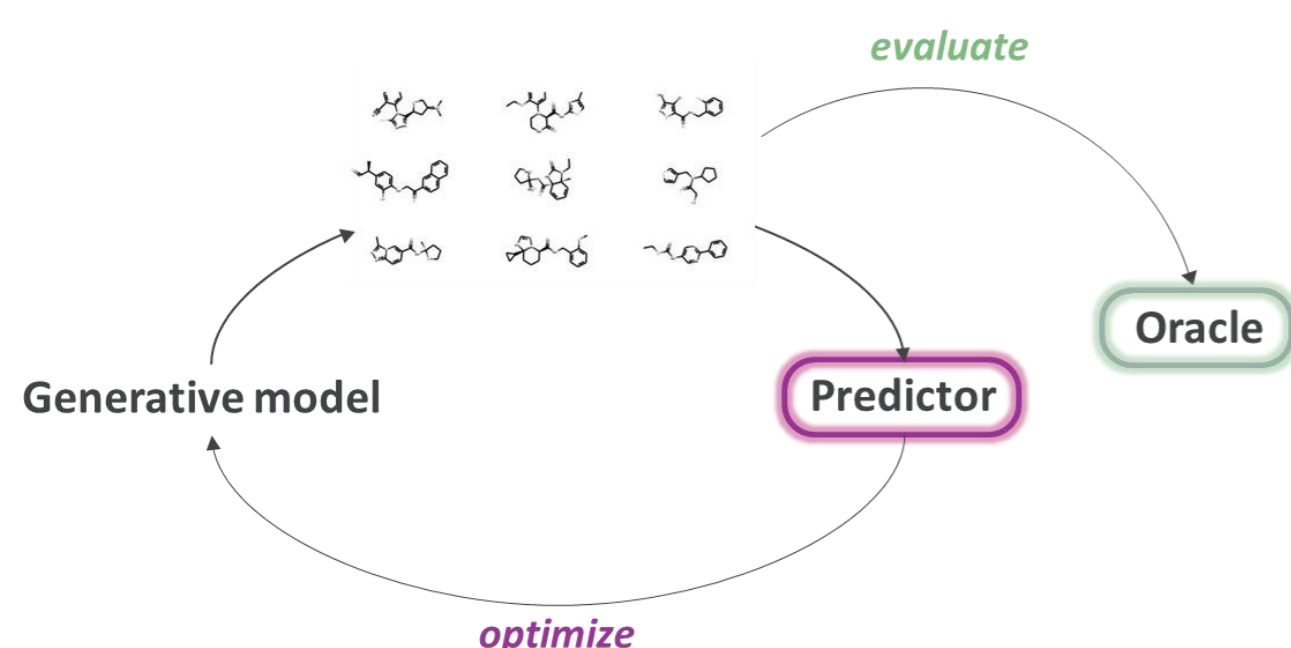 evaluate
Oracle
Generative model
Predictor
optimize